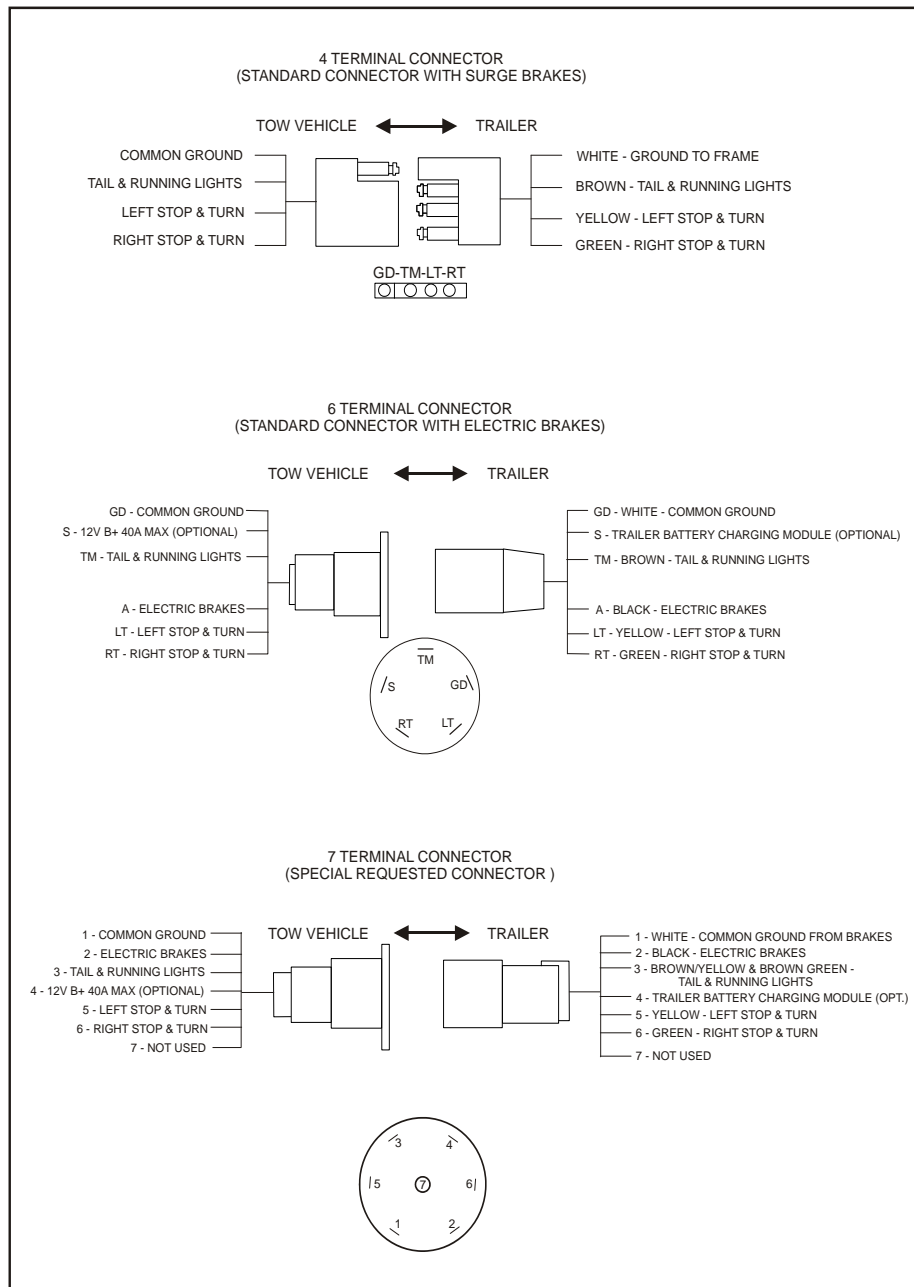 4 TERMINAL CONNECTOR
(STANDARD CONNECTOR WITH SURGE BRAKES)
TOW VEHICLE
TRAILER
COMMON GROUND
TAIL & RUNNING LIGHTS
LEFT STOP & TURN
RIGHT STOP & TURN
WHITE - GROUND TO FRAME
BROWN - TAIL & RUNNING LIGHTS
YELLOW - LEFT STOP & TURN
GREEN - RIGHT STOP & TURN
GD-TM-LT-RT
6 TERMINAL CONNECTOR
(STANDARD CONNECTOR WITH ELECTRIC BRAKES)
TOW VEHICLE
TRAILER
GD - COMMON GROUND
S - 12V B+ 40A MAX (OPTIONAL)
TM - TAIL & RUNNING LIGHTS
A - ELECTRIC BRAKES
LT - LEFT STOP & TURN
RT - RIGHT STOP & TURN
GD - WHITE - COMMON GROUND
S - TRAILER BATTERY CHARGING MODULE (OPTIONAL)
TM - BROWN - TAIL & RUNNING LIGHTS
A - BLACK - ELECTRIC BRAKES
LT - YELLOW - LEFT STOP & TURN
RT - GREEN - RIGHT STOP & TURN
TM
S
GD
RT
LT
7 TERMINAL CONNECTOR
(SPECIAL REQUESTED CONNECTOR )
TOW VEHICLE
TRAILER
1 - COMMON GROUND
2 - ELECTRIC BRAKES
3 - TAIL & RUNNING LIGHTS
4 - 12V B+ 40A MAX (OPTIONAL)
5 - LEFT STOP & TURN
6 - RIGHT STOP & TURN
7 - NOT USED
1 - WHITE - COMMON GROUND FROM BRAKES
2 - BLACK - ELECTRIC BRAKES
3 - BROWN/YELLOW & BROWN GREEN -
TAIL & RUNNING LIGHTS
4 - TRAILER BATTERY CHARGING MODULE (OPT.)
5 - YELLOW - LEFT STOP & TURN
6 - GREEN - RIGHT STOP & TURN
7 - NOT USED
3
4
5
7
6
1
2